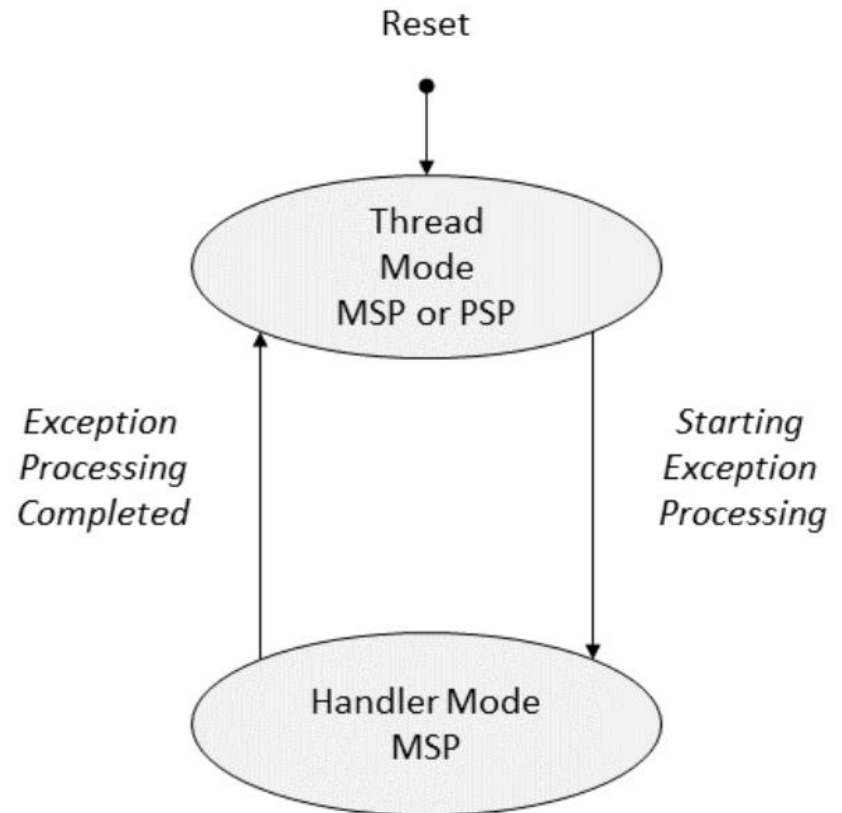 Reset
Thread
Mode
MSP or PSP
Exception
Processing
Completed
Starting
Exception
Processing
Handler Mode
MSP